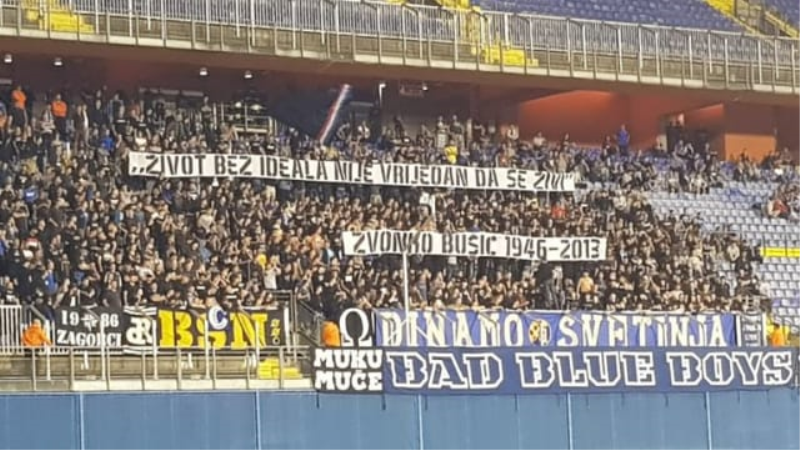 „ŽIVOT BEZ IDEALA NIJE VRIJEDAN DA SE ŽIVI"
ZVONKO BUŠIĆ 1946-2013
1986
ZAGORCI
BSN
DINAMO SVETINJA
MUKU
MUČE
BAD BLUE BOYS